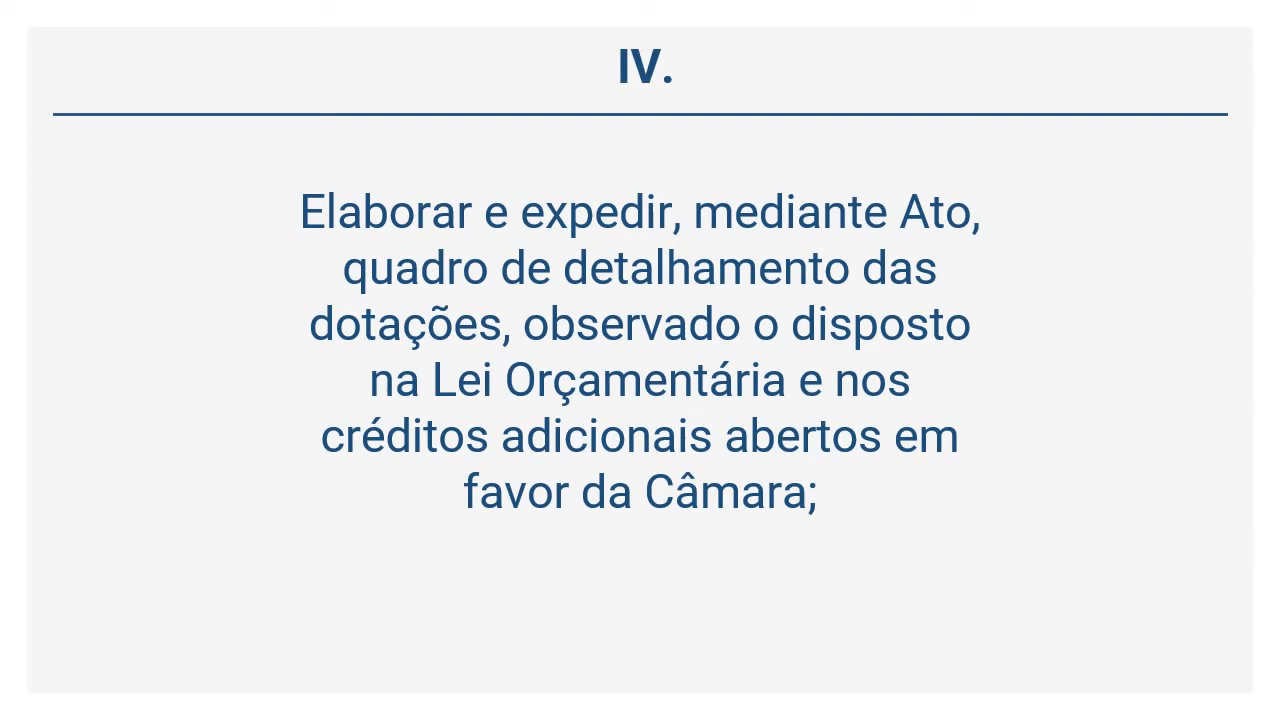 IV.
Elaborar e expedir, mediante Ato,
quadro de detalhamento das
dotações, observado o disposto
na Lei Orçamentária e nos
créditos adicionais abertos em
favor da Câmara;